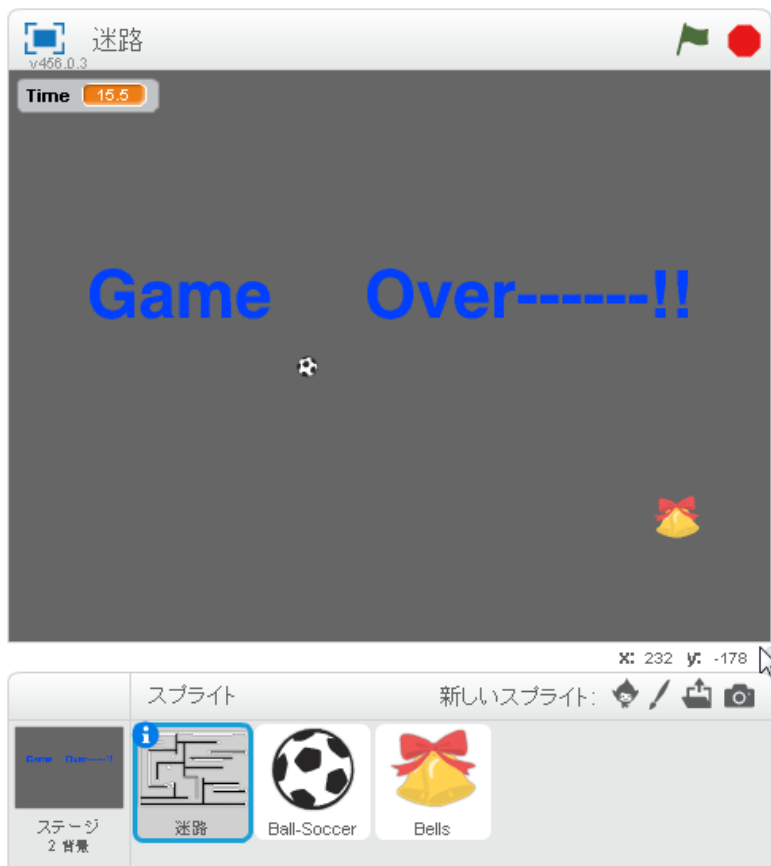 迷路
v456.0.3
Time 15.5
Game Over------!!
x: 232 y: -178
スプライト
新しいスプライト:
ステージ
2 背景
迷路
Ball-Soccer
Bells